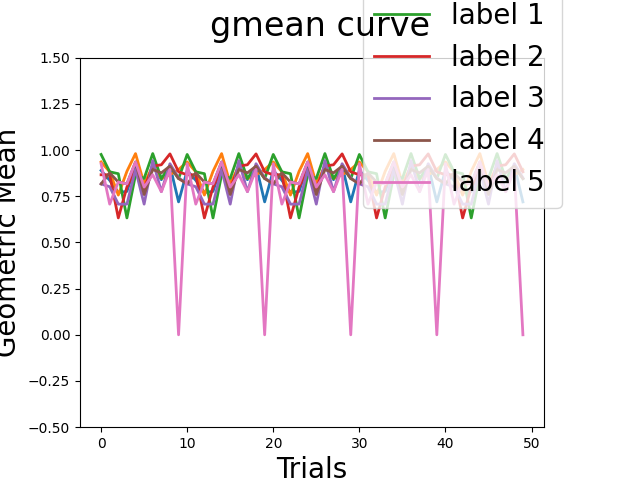 gmean curve
label 1
label 2
label 3
label 4
label 5
Geometric Mean
1.50
1.25
1.00
0.75
0.50
0.25
0.00
−0.25
−0.50
0 10 20 30 40 50
Trials